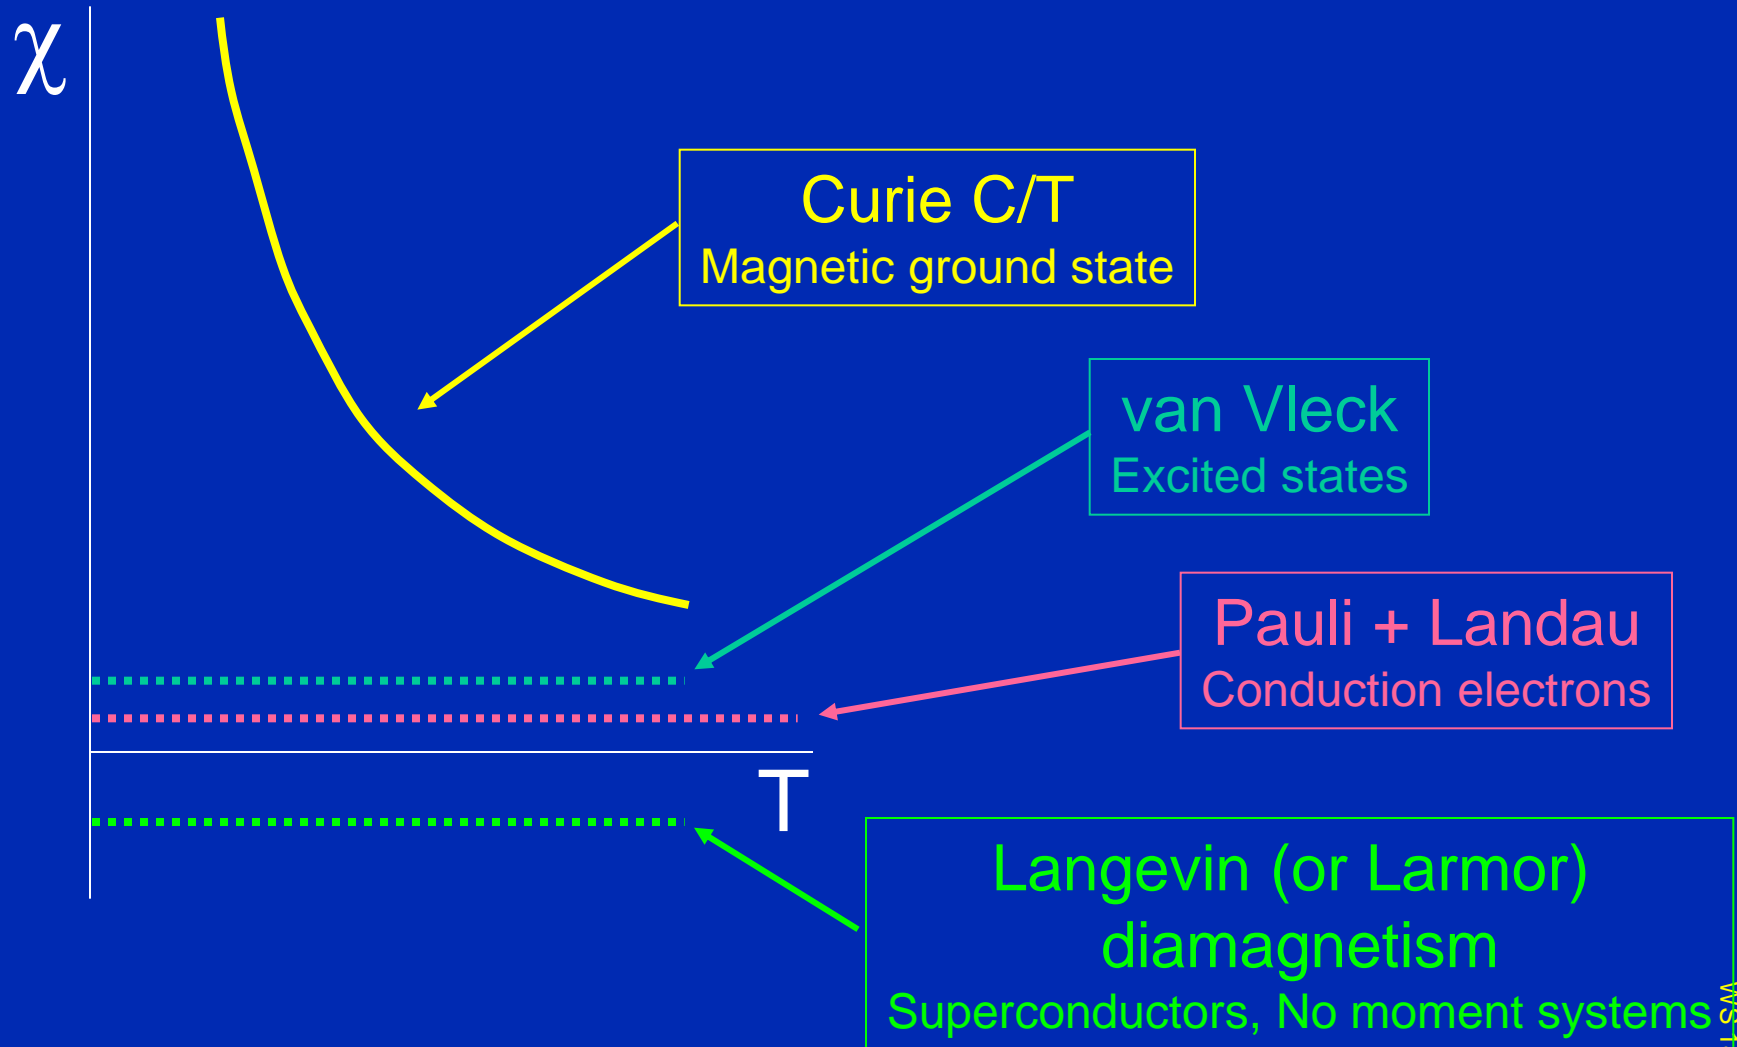 χ
Curie C/T
Magnetic ground state
van Vleck
Excited states
Pauli + Landau
Conduction electrons
T
Langevin (or Larmor)
diamagnetism
Superconductors, No moment systems